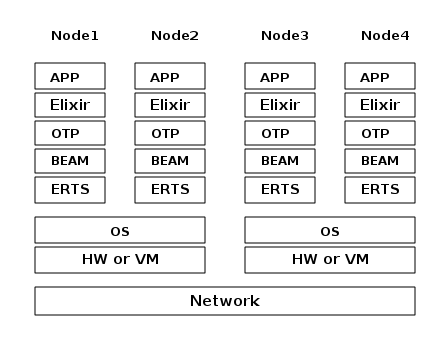 Node1 Node2 Node3 Node4
APP APP APP APP
Elixir Elixir Elixir Elixir
OTP OTP OTP OTP
BEAM BEAM BEAM BEAM
ERTS ERTS ERTS ERTS
OS OS
HW or VM HW or VM
Network